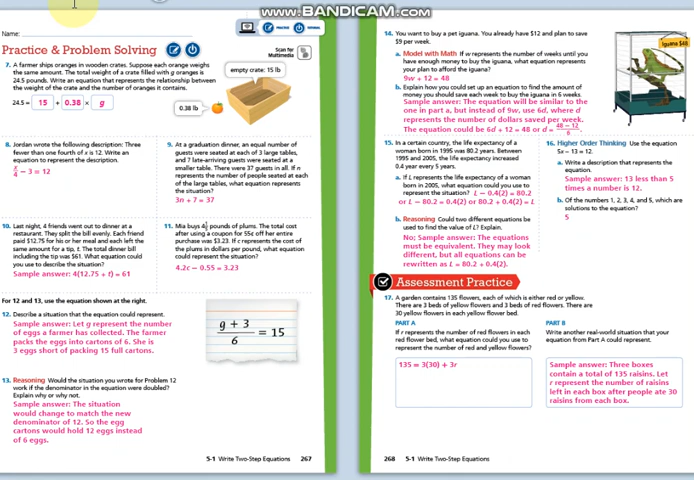 WWW.BANDICAM.COM
Name:
PRACTICE
TUTORIAL
Practice & Problem Solving
Scan for
Multimedia
7. A farmer ships oranges in wooden crates. Suppose each orange weighs
the same amount. The total weight of a crate filled with g oranges is
24.5 pounds. Write an equation that represents the relationship between
the weight of the crate and the number of oranges it contains.
24.5 = 15 + 0.38 × g
empty crate: 15 lb
0.38 lb
8. Jordan wrote the following description: Three
fewer than one fourth of x is 12. Write an
equation to represent the description.
x/4 − 3 = 12
9. At a graduation dinner, an equal number of
guests were seated at each of 3 large tables,
and 7 late-arriving guests were seated at a
smaller table. There were 37 guests in all. If n
represents the number of people seated at each
of the large tables, what equation represents
the situation?
3n + 7 = 37
10. Last night, 4 friends went out to dinner at a
restaurant. They split the bill evenly. Each friend
paid $12.75 for his or her meal and each left the
same amount for a tip, t. The total dinner bill
including the tip was $61. What equation could
you use to describe the situation?
Sample answer: 4(12.75 + t) = 61
11. Mia buys 4 1/5 pounds of plums. The total cost
after using a coupon for 55¢ off her entire
purchase was $3.23. If c represents the cost of
the plums in dollars per pound, what equation
could represent the situation?
4.2c − 0.55 = 3.23
For 12 and 13, use the equation shown at the right.
12. Describe a situation that the equation could represent.
Sample answer: Let g represent the number
of eggs a farmer has collected. The farmer
packs the eggs into cartons of 6. She is
3 eggs short of packing 15 full cartons.
g + 3
6
= 15
13. Reasoning Would the situation you wrote for Problem 12
work if the denominator in the equation were doubled?
Explain why or why not.
Sample answer: The situation
would change to match the new
denominator of 12. So the egg
cartons would hold 12 eggs instead
of 6 eggs.
5-1 Write Two-Step Equations 267
14. You want to buy a pet iguana. You already have $12 and plan to save
$9 per week.
a. Model with Math If w represents the number of weeks until you
have enough money to buy the iguana, what equation represents
your plan to afford the iguana?
9w + 12 = 48
b. Explain how you could set up an equation to find the amount of
money you should save each week to buy the iguana in 6 weeks.
Sample answer: The equation will be similar to the
one in part a, but instead of 9w, use 6d, where d
represents the number of dollars saved per week.
The equation could be 6d + 12 = 48 or d = (48 − 12)/6.
Iguana $48
15. In a certain country, the life expectancy of a
woman born in 1995 was 80.2 years. Between
1995 and 2005, the life expectancy increased
0.4 year every 5 years.
a. If L represents the life expectancy of a woman
born in 2005, what equation could you use to
represent the situation? L − 0.4(2) = 80.2
or L − 80.2 = 0.4(2) or 80.2 + 0.4(2) = L
b. Reasoning Could two different equations be
used to find the value of L? Explain.
No; Sample answer: The equations
must be equivalent. They may look
different, but all equations can be
rewritten as L = 80.2 + 0.4(2).
16. Higher Order Thinking Use the equation
5x − 13 = 12.
a. Write a description that represents the
equation.
Sample answer: 13 less than 5
times a number is 12.
b. Of the numbers 1, 2, 3, 4, and 5, which are
solutions to the equation?
5
Assessment Practice
17. A garden contains 135 flowers, each of which is either red or yellow.
There are 3 beds of yellow flowers and 3 beds of red flowers. There are
30 yellow flowers in each yellow flower bed.
PART A
If r represents the number of red flowers in each
red flower bed, what equation could you use to
represent the number of red and yellow flowers?
135 = 3(30) + 3r
PART B
Write another real-world situation that your
equation from Part A could represent.
Sample answer: Three boxes
contain a total of 135 raisins. Let
r represent the number of raisins
left in each box after people ate 30
raisins from each box.
268 5-1 Write Two-Step Equations